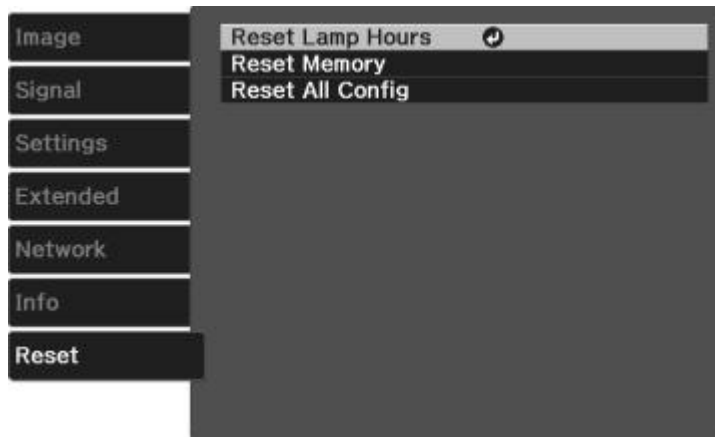 Image
Signal
Settings
Extended
Network
Info
Reset
Reset Lamp Hours
Reset Memory
Reset All Config